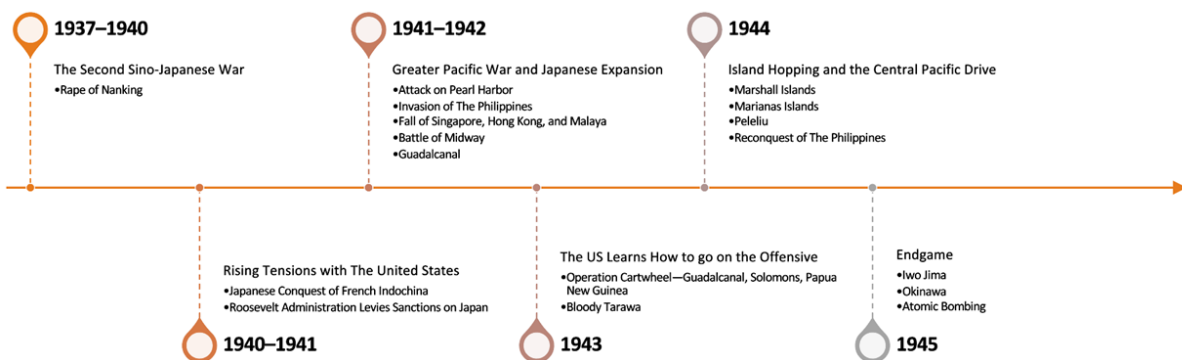 1937–1940
The Second Sino-Japanese War
•Rape of Nanking
1940–1941
Rising Tensions with The United States
•Japanese Conquest of French Indochina
•Roosevelt Administration Levies Sanctions on Japan
1941–1942
Greater Pacific War and Japanese Expansion
•Attack on Pearl Harbor
•Invasion of The Philippines
•Fall of Singapore, Hong Kong, and Malaya
•Battle of Midway
•Guadalcanal
1943
The US Learns How to go on the Offensive
•Operation Cartwheel—Guadalcanal, Solomons, Papua
New Guinea
•Bloody Tarawa
1944
Island Hopping and the Central Pacific Drive
•Marshall Islands
•Marianas Islands
•Peleliu
•Reconquest of The Philippines
1945
Endgame
•Iwo Jima
•Okinawa
•Atomic Bombing